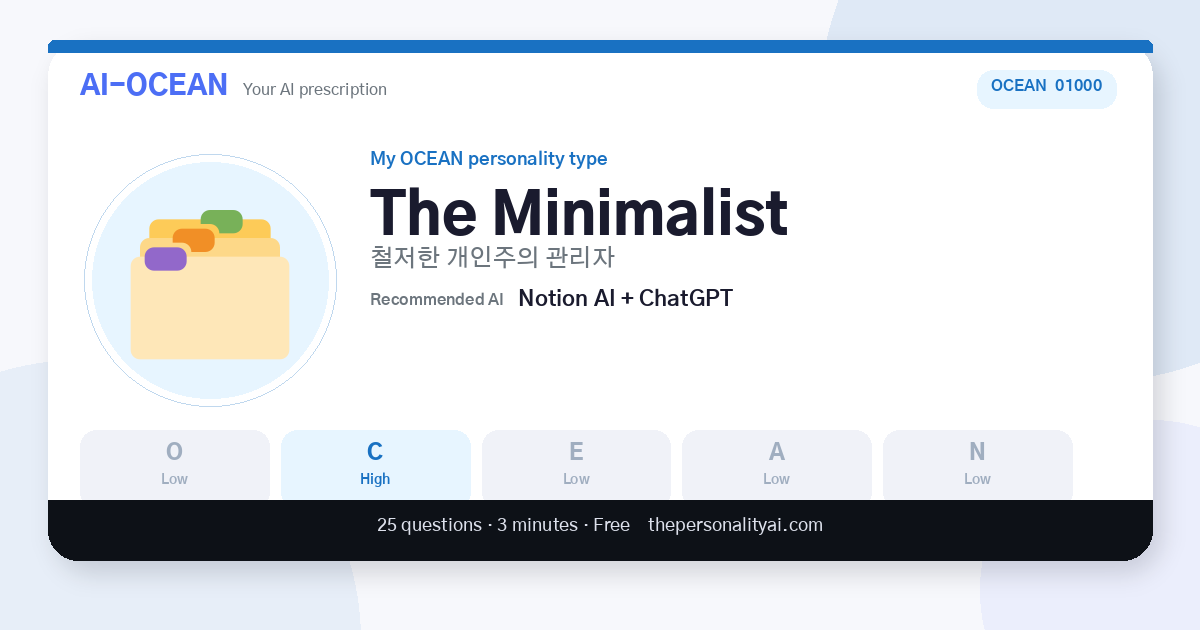 AI-OCEAN Your AI prescription OCEAN 01000
My OCEAN personality type
The Minimalist
철저한 개인주의 관리자
Recommended AI Notion AI + ChatGPT
O C E A N
Low High Low Low Low
25 questions · 3 minutes · Free thepersonalityai.com